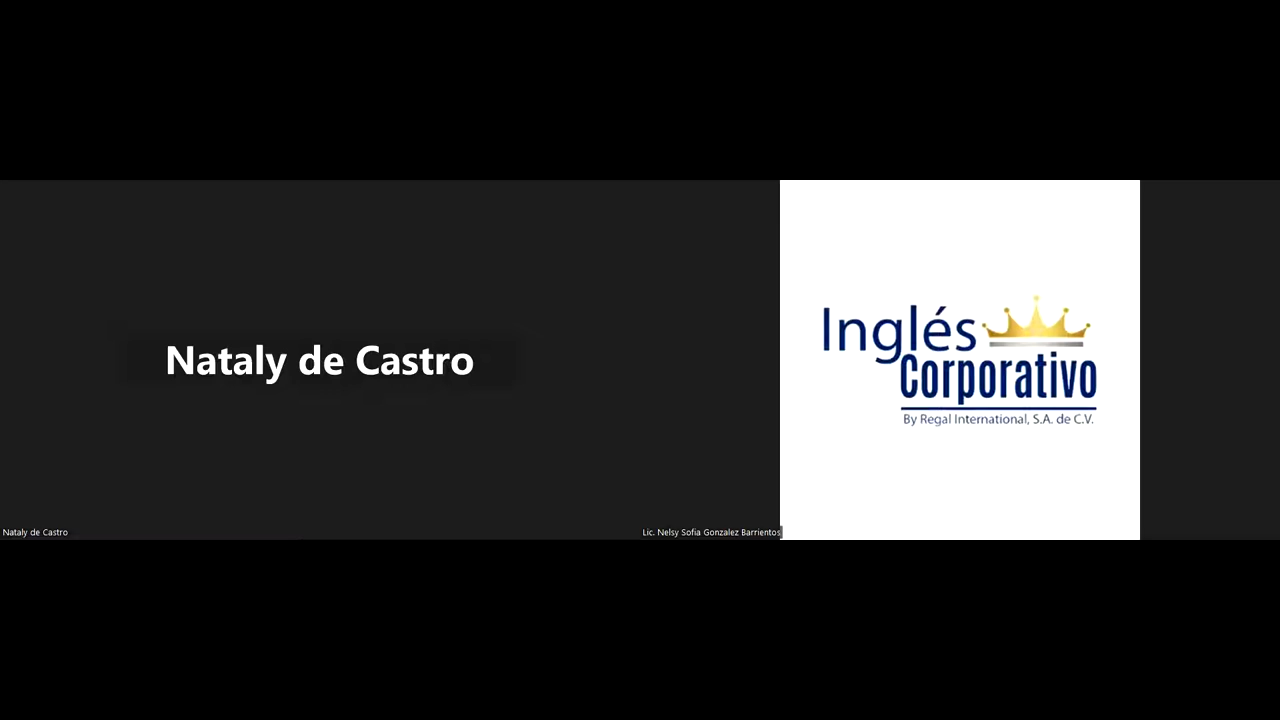 Nataly de Castro
Inglés
Corporativo
By Regal International, S.A. de C.V.
Nataly de Castro
Lic. Nelsy Sofia Gonzalez Barrientos